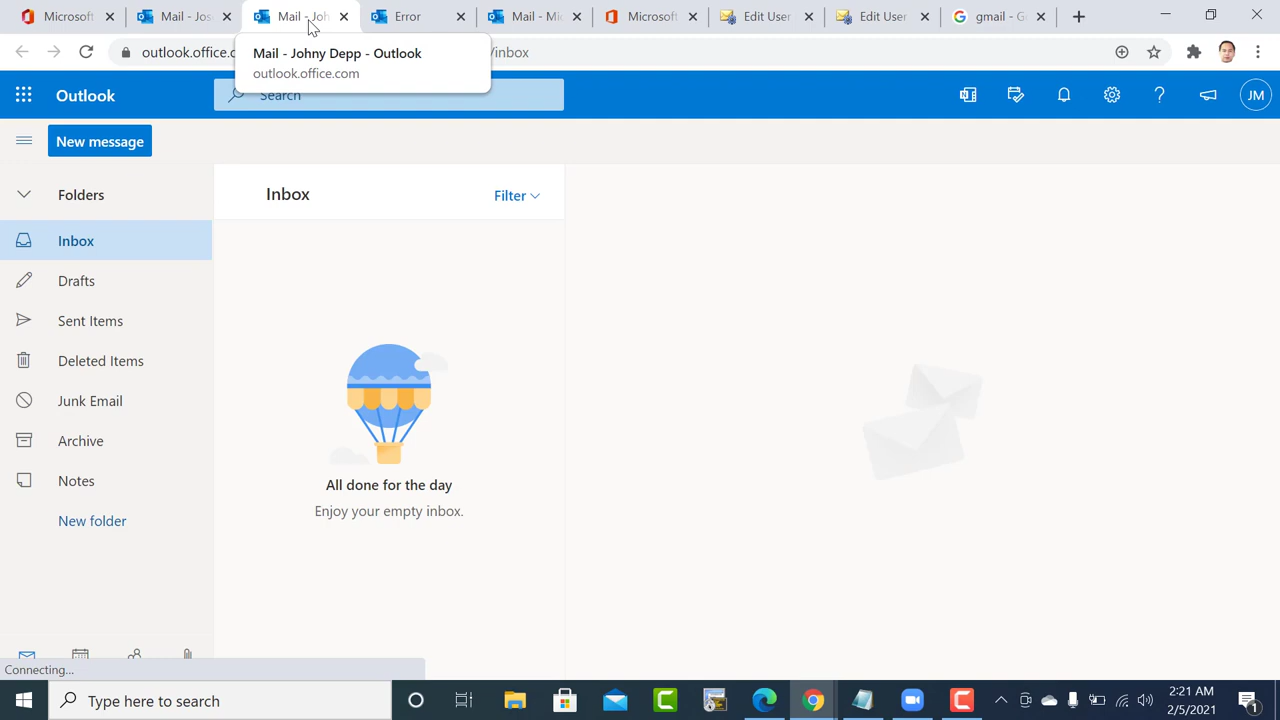 Microsoft
Mail - Jos
Mail - Joh
Error
Mail - Mic
Microsoft
Edit User
Edit User
gmail - G
outlook.office.c
/inbox
Mail - Johny Depp - Outlook
outlook.office.com
Outlook
Search
JM
New message
Folders
Inbox
Filter
Inbox
Drafts
Sent Items
Deleted Items
Junk Email
Archive
Notes
New folder
All done for the day
Enjoy your empty inbox.
Connecting...
Type here to search
2:21 AM
2/5/2021
1